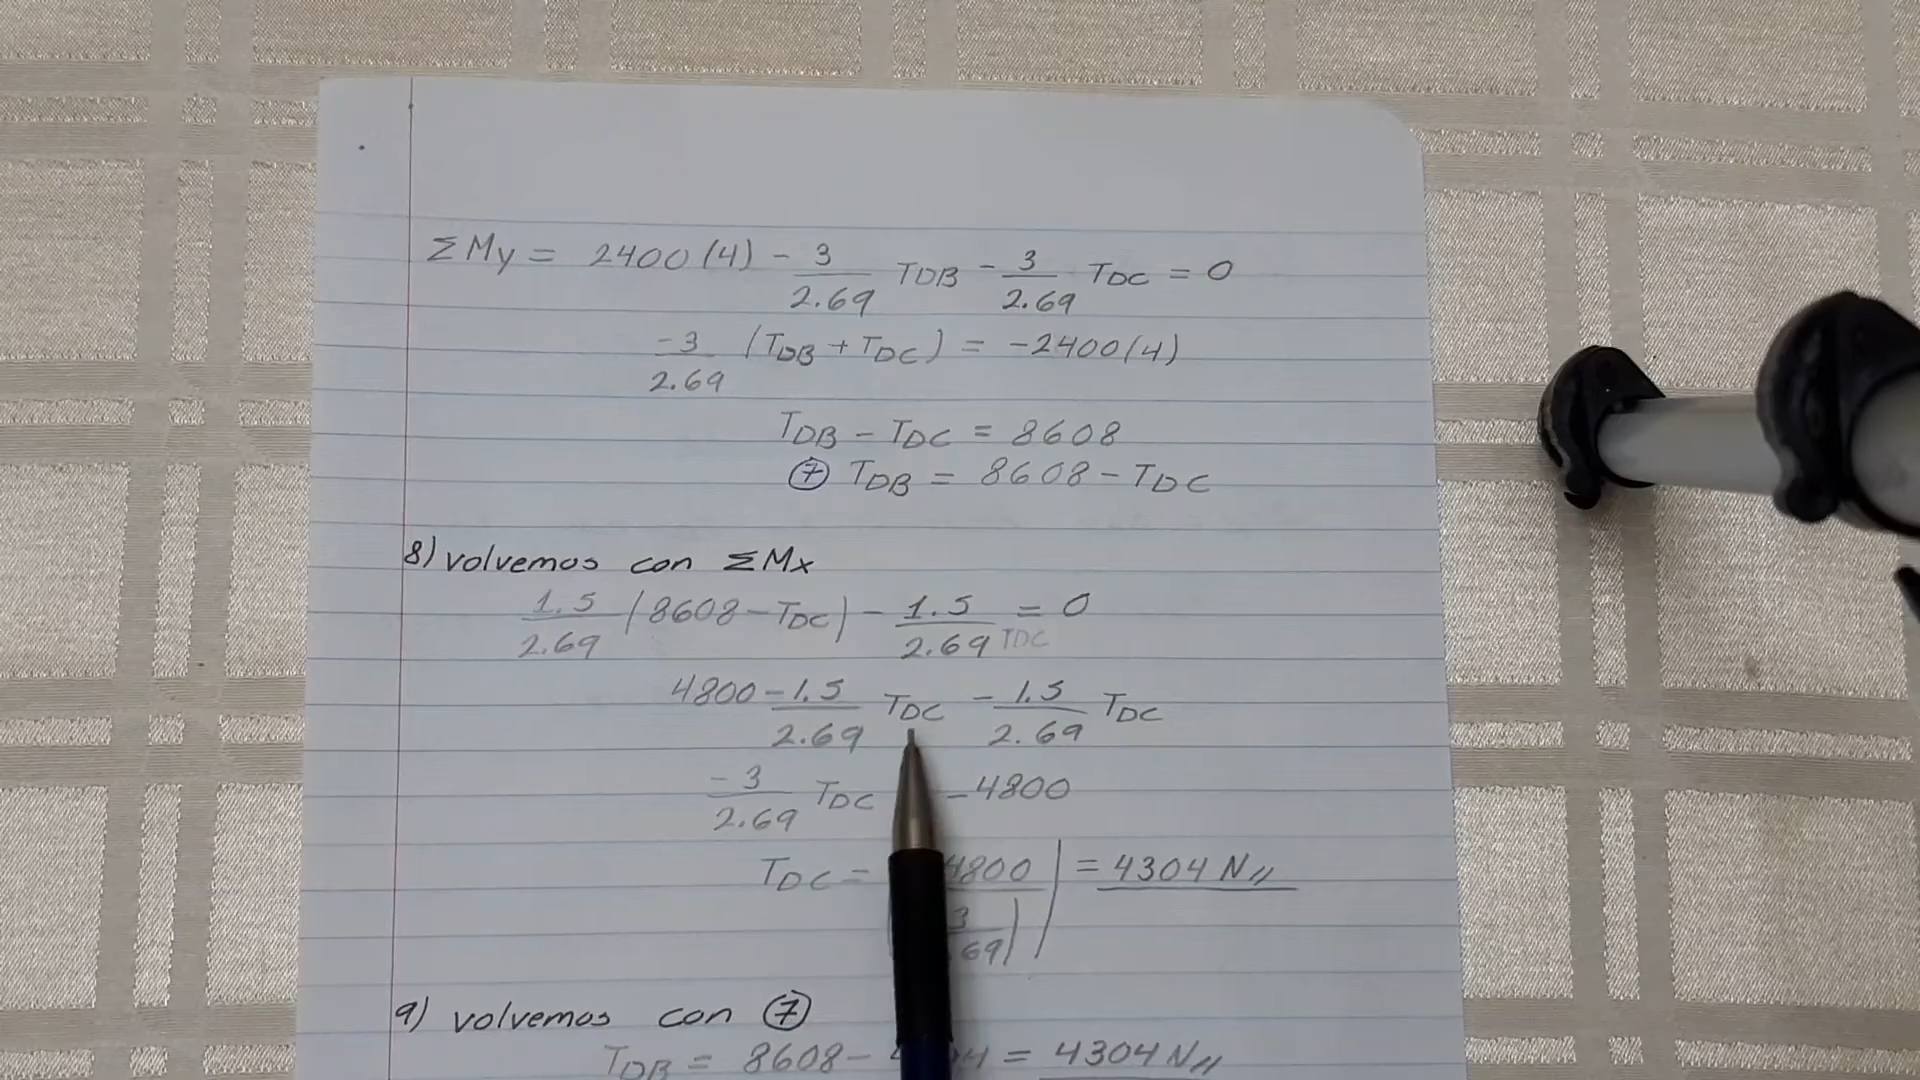 ΣMy = 2400(4) - 3/2.69 TDB - 3/2.69 TDC = 0
-3/2.69 (TDB + TDC) = -2400(4)
TDB - TDC = 8608
⑦ TDB = 8608 - TDC
8) volvemos con ΣMx
1.5/2.69 (8608 - TDC) - 1.5/2.69 TDC = 0
4800 - 1.5/2.69 TDC - 1.5/2.69 TDC
-3/2.69 TDC -4800
TDC = 4800 / 3 69 = 4304 N//
9) volvemos con ⑦
TDB = 8608 - = 4304 N//